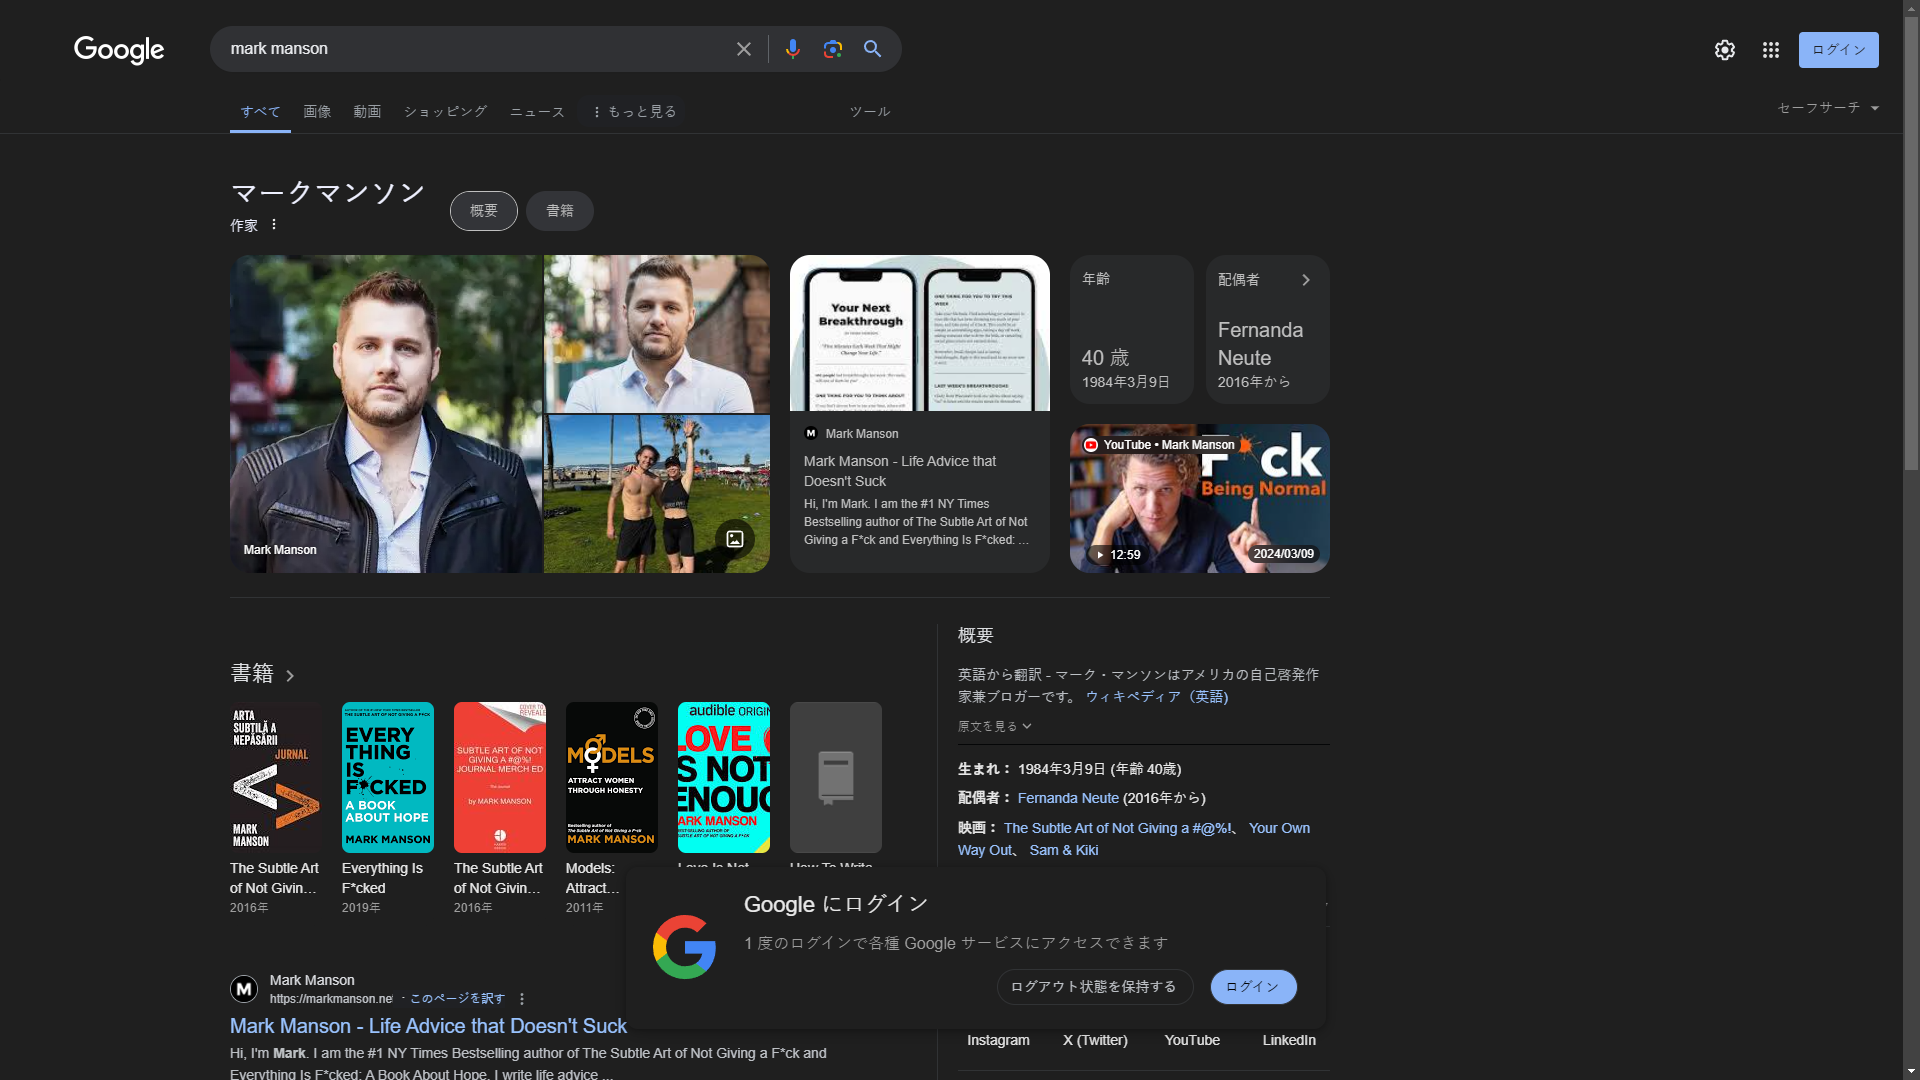 Google
mark manson
ログイン
すべて
画像
動画
ショッピング
ニュース
もっと見る
ツール
セーフサーチ
マークマンソン
作家
概要
書籍
Mark Manson
Your Next
Breakthrough
Mark Manson
Mark Manson - Life Advice that
Doesn't Suck
Hi, I'm Mark. I am the #1 NY Times
Bestselling author of The Subtle Art of Not
Giving a F*ck and Everything Is F*cked: ...
年齢
40 歳
1984年3月9日
配偶者
Fernanda
Neute
2016年から
YouTube • Mark Manson
F ck
Being Normal
12:59
2024/03/09
書籍
ARTA
SUBTILĂ A
NEPĂSĂRII
JURNAL
MARK
MANSON
The Subtle Art
of Not Givin...
2016年
EVERY
THING
IS
F*CKED
A BOOK
ABOUT HOPE
MARK MANSON
Everything Is
F*cked
2019年
COVER TO
REVEALE
SUBTLE ART OF NOT
GIVING A #@%!
JOURNAL MERCH ED
by MARK MANSON
The Subtle Art
of Not Givin...
2016年
MODELS
ATTRACT WOMEN
THROUGH HONESTY
MARK MANSON
Models:
Attract...
2011年
audible ORIGIN
LOVE
S NOT
ENOUG
ARK MANSON
Love Is Not
How To Write
概要
英語から翻訳 - マーク・マンソンはアメリカの自己啓発作
家兼ブロガーです。 ウィキペディア（英語)
原文を見る
生まれ： 1984年3月9日 (年齢 40歳)
配偶者： Fernanda Neute (2016年から)
映画： The Subtle Art of Not Giving a #@%!、 Your Own
Way Out、 Sam & Kiki
Google にログイン
1 度のログインで各種 Google サービスにアクセスできます
ログアウト状態を保持する
ログイン
M
Mark Manson
https://markmanson.net · このページを訳す
Mark Manson - Life Advice that Doesn't Suck
Hi, I'm Mark. I am the #1 NY Times Bestselling author of The Subtle Art of Not Giving a F*ck and
Everything Is F*cked: A Book About Hope. I write life advice ...
Instagram
X (Twitter)
YouTube
LinkedIn